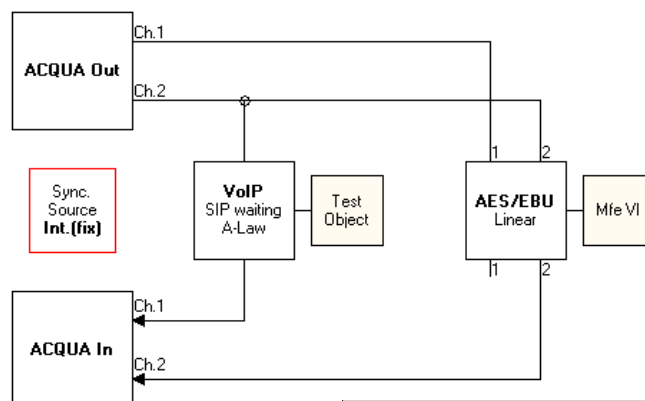 Ch.1
ACQUA Out
Ch.2
1 2
Sync.
Source
Int.(fix)
VoIP
SIP waiting
A-Law
Test
Object
AES/EBU
Linear
Mfe VI
1 2
Ch.1
ACQUA In
Ch.2